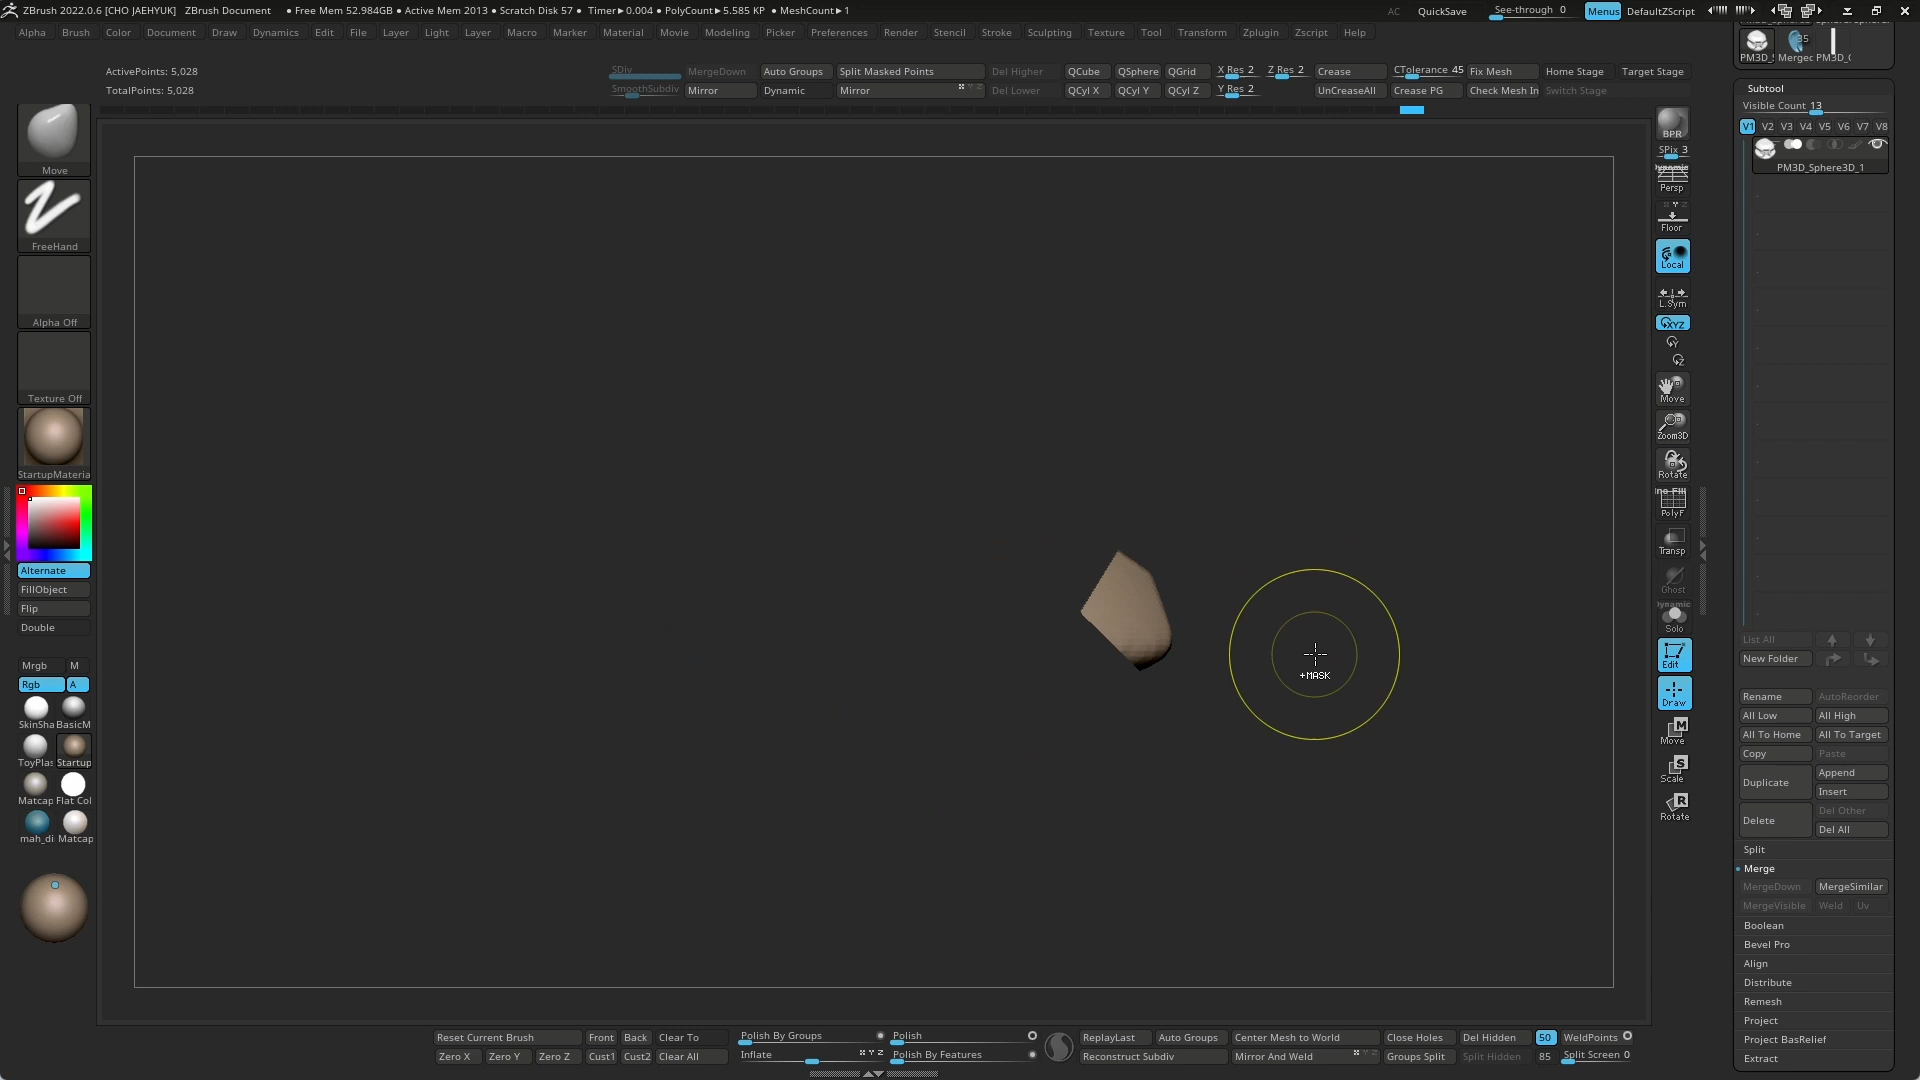 ZBrush 2022.0.6 [CHO JAEHYUK] ZBrush Document • Free Mem 52.984GB • Active Mem 2013 • Scratch Disk 57 • Timer▸0.004 • PolyCount▸5.585 KP • MeshCount▸1 AC QuickSave See-through 0 Menus DefaultZScript
Alpha Brush Color Document Draw Dynamics Edit File Layer Light Layer Macro Marker Material Movie Modeling Picker Preferences Render Stencil Stroke Sculpting Texture Tool Transform Zplugin Zscript Help
35
PM3D_S Merged PM3D_C
ActivePoints: 5,028
TotalPoints: 5,028
SDiv MergeDown Auto Groups Split Masked Points Del Higher QCube QSphere QGrid X Res 2 Z Res 2 Crease CTolerance 45 Fix Mesh Home Stage Target Stage
SmoothSubdiv Mirror Dynamic Mirror Del Lower QCyl X QCyl Y QCyl Z Y Res 2 UnCreaseAll Crease PG Check Mesh In Switch Stage
Move
FreeHand
Alpha Off
Texture Off
StartupMateria
Alternate
FillObject
Flip
Double
Mrgb M
Rgb A
SkinSha BasicM
ToyPlas Startup
Matcap Flat Col
mah_di Matcap
+MASK
BPR
SPix 3
Dynamic
Persp
Floor
Local
L.Sym
XYZ
Y
Z
Move
Zoom3D
Rotate
PolyF
Transp
Ghost
Dynamic
Solo
Edit
Draw
Move
Scale
Rotate
Subtool
Visible Count 13
V1 V2 V3 V4 V5 V6 V7 V8
PM3D_Sphere3D_1
List All
New Folder
Rename AutoReorder
All Low All High
All To Home All To Target
Copy Paste
Duplicate Append
Insert
Delete Del Other
Del All
Split
Merge
MergeDown MergeSimilar
MergeVisible Weld Uv
Boolean
Bevel Pro
Align
Distribute
Remesh
Project
Project BasRelief
Extract
Reset Current Brush Front Back Clear To Polish By Groups Polish ReplayLast Auto Groups Center Mesh to World Close Holes Del Hidden 50 WeldPoints
Zero X Zero Y Zero Z Cust1 Cust2 Clear All Inflate Polish By Features Reconstruct Subdiv Mirror And Weld Groups Split Split Hidden 85 Split Screen 0